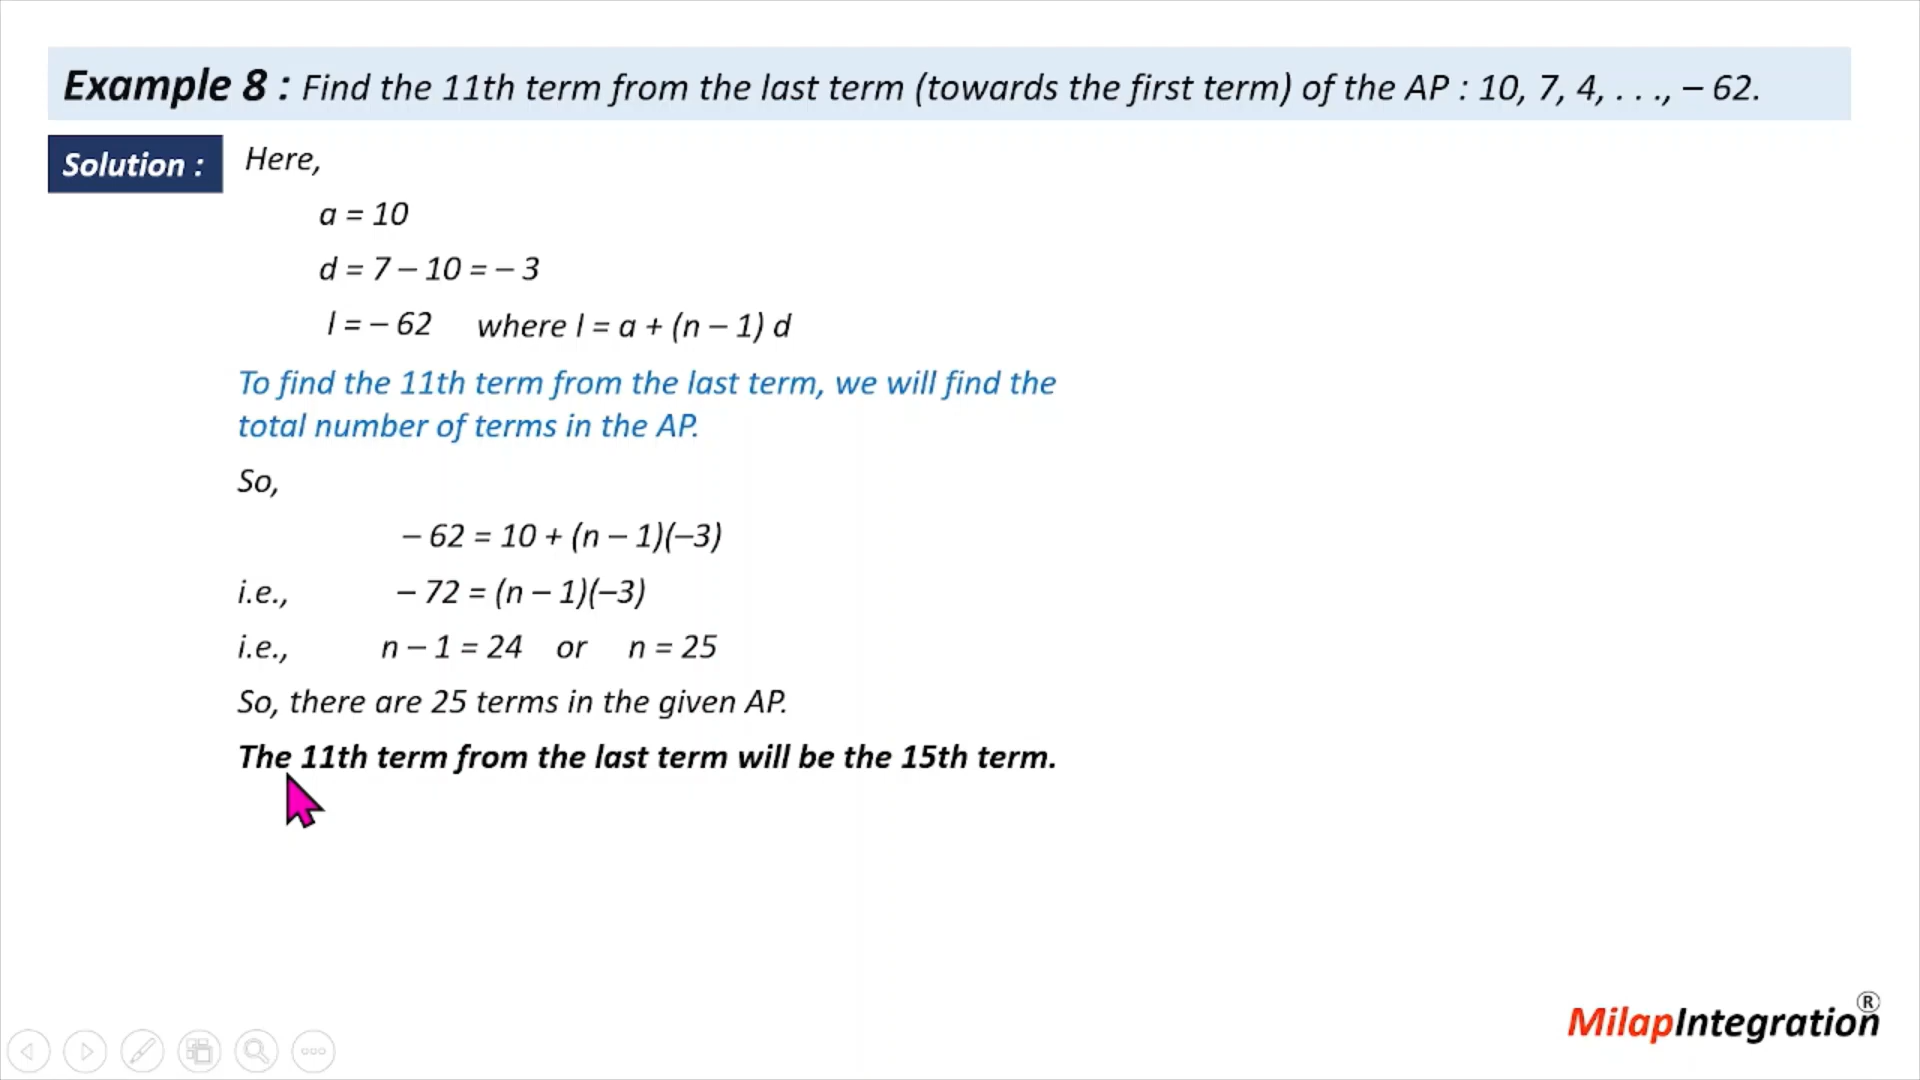 Example 8 : Find the 11th term from the last term (towards the first term) of the AP : 10, 7, 4, . . ., – 62.
Solution : Here,
a = 10
d = 7 – 10 = – 3
l = – 62 where l = a + (n – 1) d
To find the 11th term from the last term, we will find the
total number of terms in the AP.
So,
– 62 = 10 + (n – 1)(–3)
i.e., – 72 = (n – 1)(–3)
i.e., n – 1 = 24 or n = 25
So, there are 25 terms in the given AP.
The 11th term from the last term will be the 15th term.
MilapIntegration®